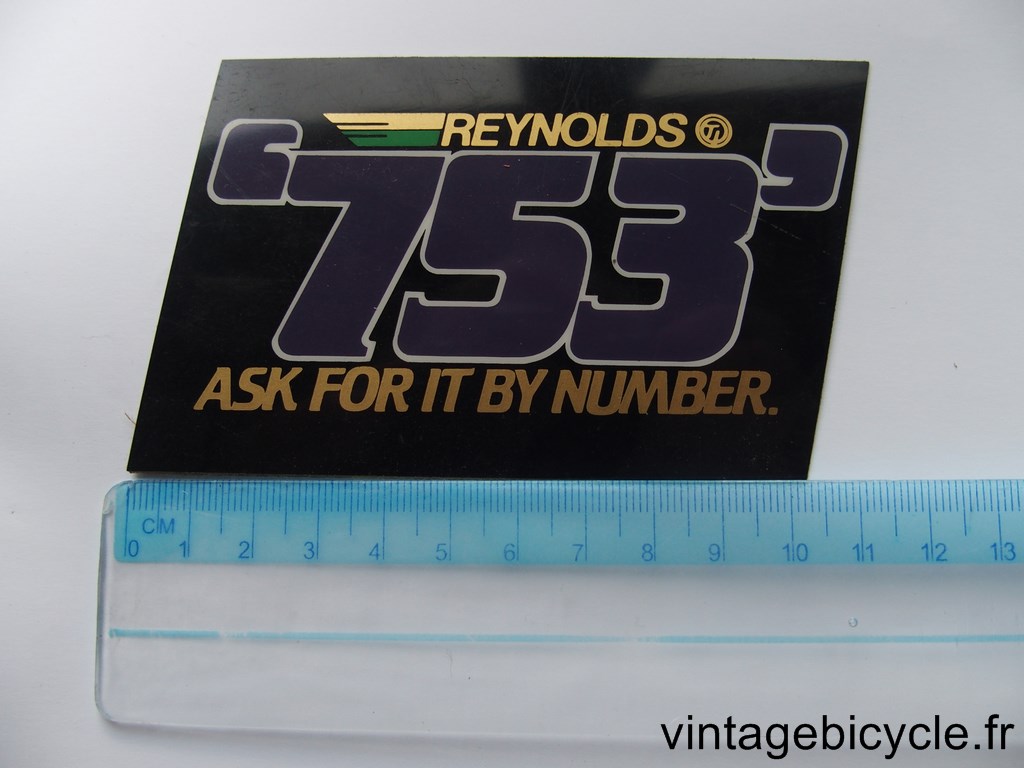 REYNOLDS TI
‘753’
ASK FOR IT BY NUMBER.
CM
0 1 2 3 4 5 6 7 8 9 10 11 12 13
vintagebicycle.fr